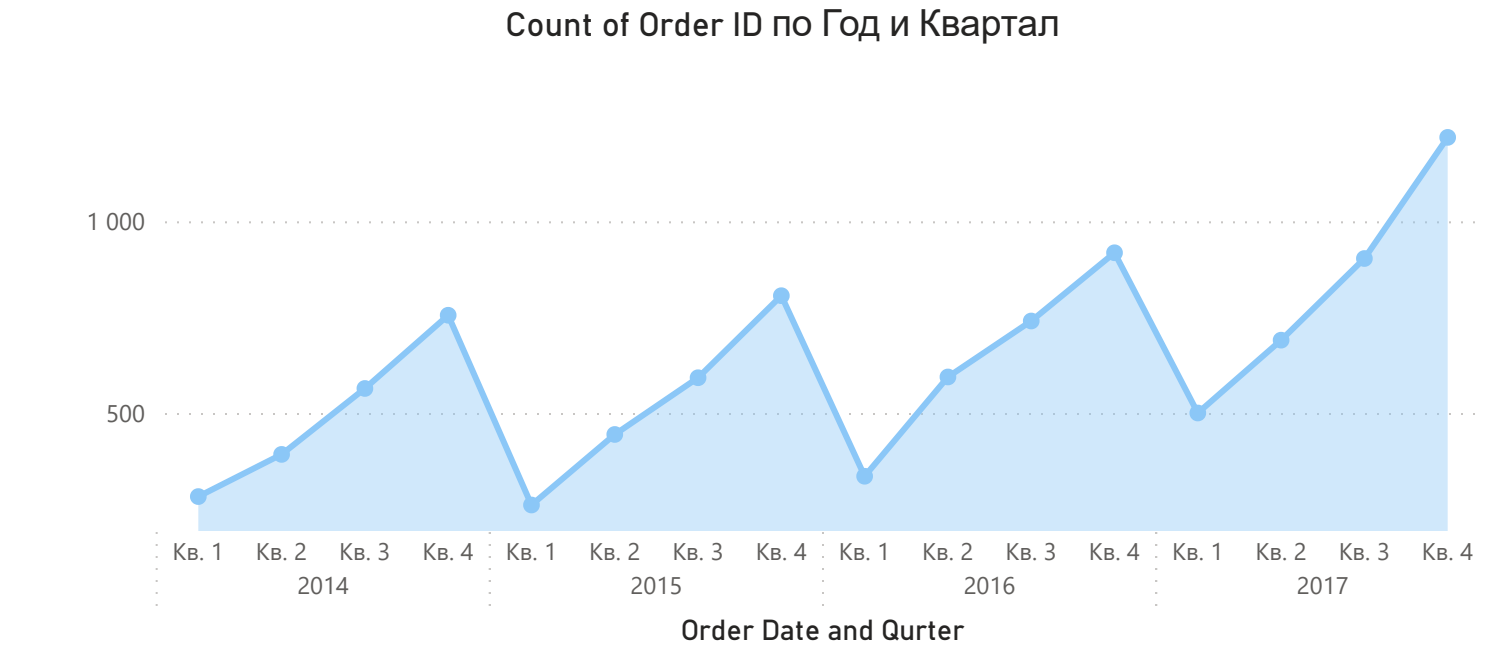 Count of Order ID по Год и Квартал
1 000
500
Кв. 1 Кв. 2 Кв. 3 Кв. 4 Кв. 1 Кв. 2 Кв. 3 Кв. 4 Кв. 1 Кв. 2 Кв. 3 Кв. 4 Кв. 1 Кв. 2 Кв. 3 Кв. 4
2014 2015 2016 2017
Order Date and Qurter